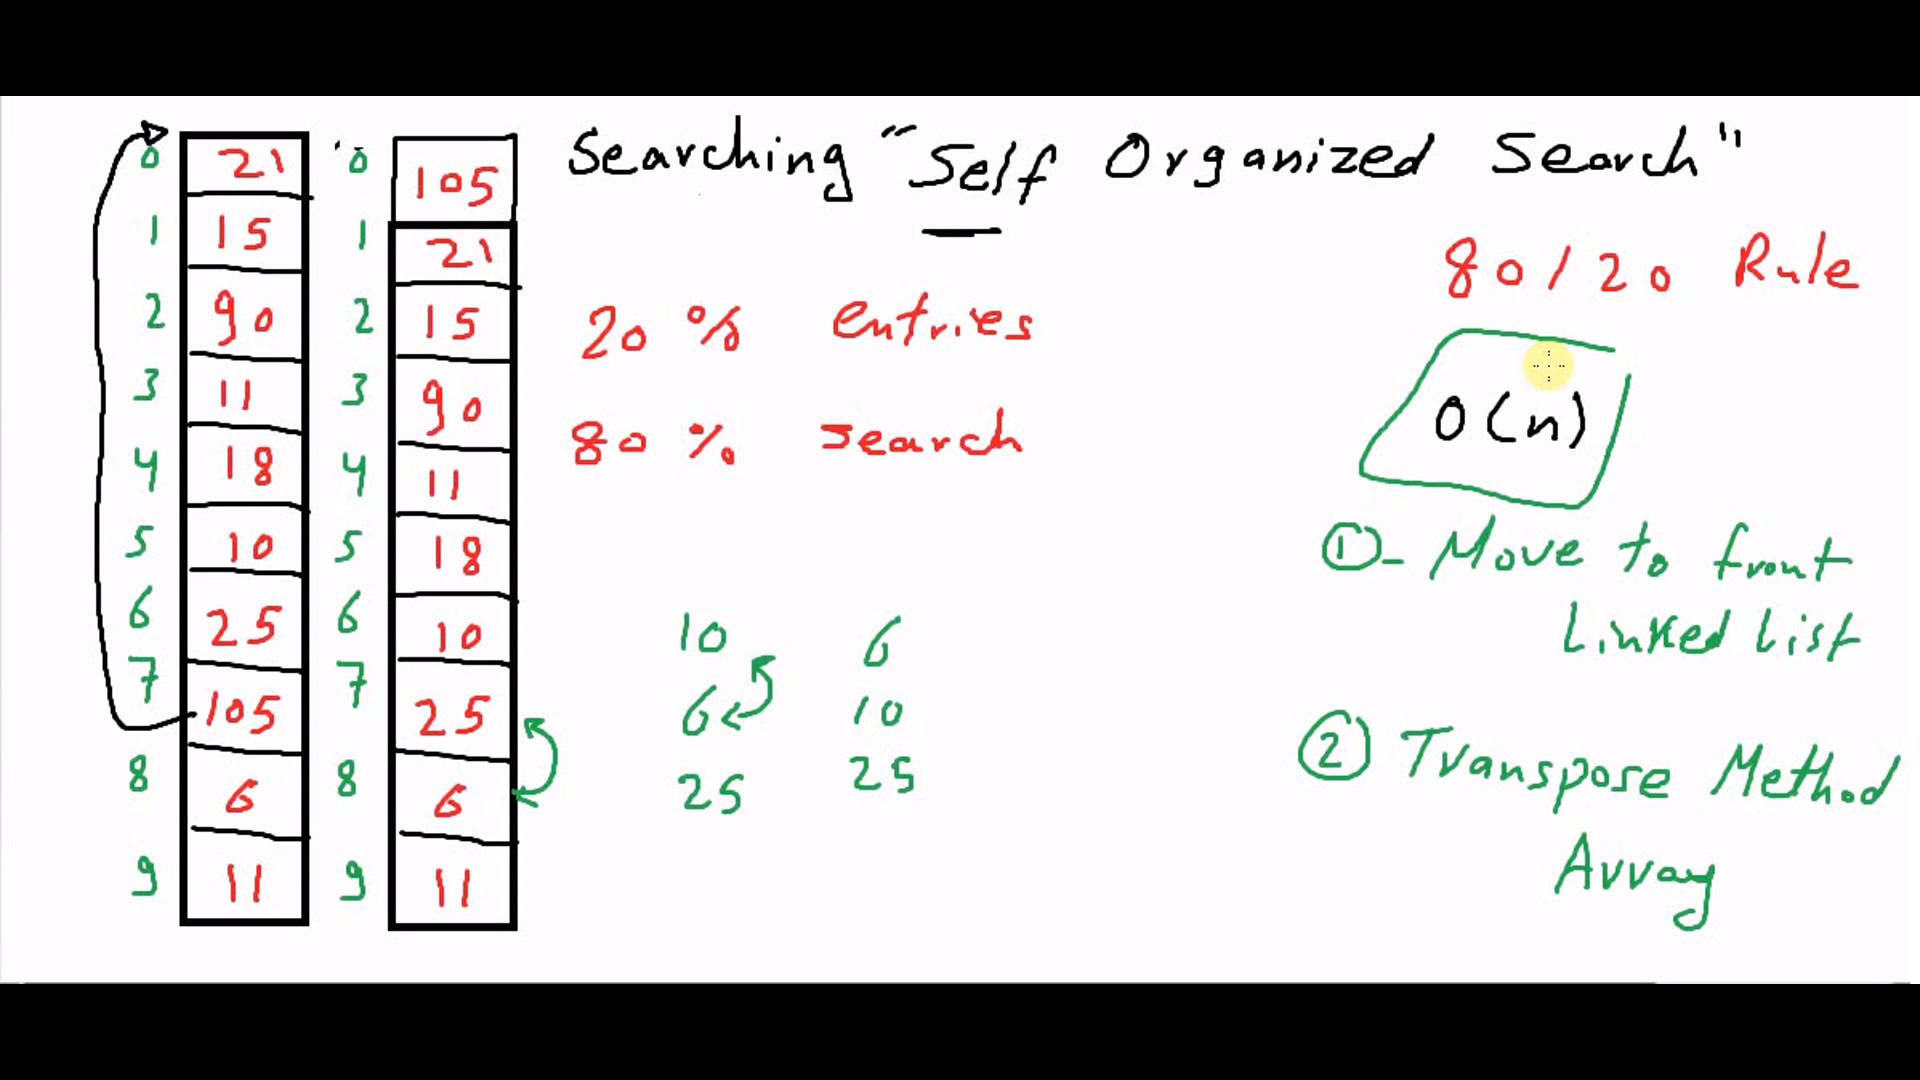 Searching "Self Organized Search"
80/20 Rule
20 % entries
80 % search
O(n)
①- Move to front
Linked List
② Transpose Method
Array
0 21
1 15
2 90
3 11
4 18
5 10
6 25
7 105
8 6
9 11
0 105
1 21
2 15
3 90
4 11
5 18
6 10
7 25
8 6
9 11
10 6
6 10
25 25